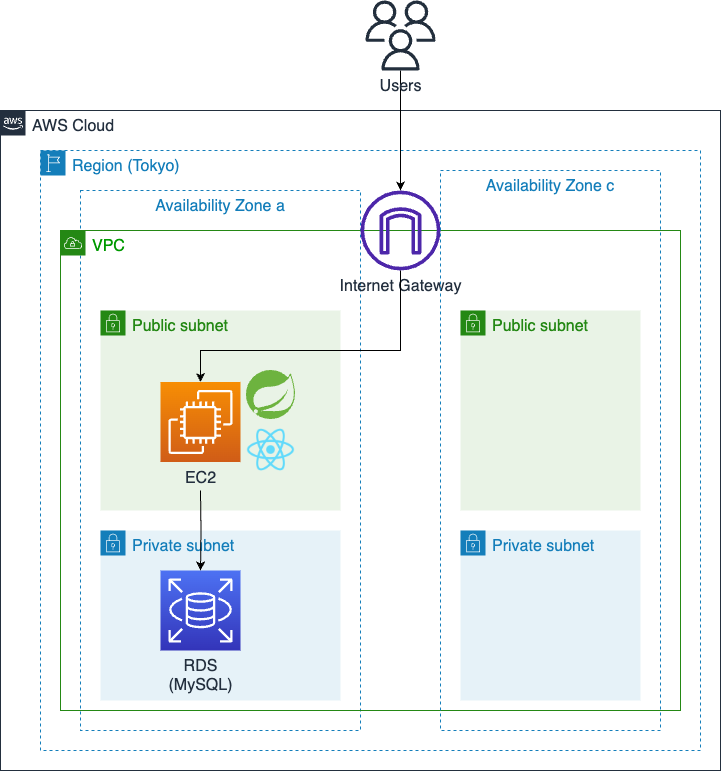 Users
aws
AWS Cloud
Region (Tokyo)
Availability Zone a
Availability Zone c
VPC
Internet Gateway
Public subnet
Public subnet
EC2
Private subnet
Private subnet
RDS
(MySQL)